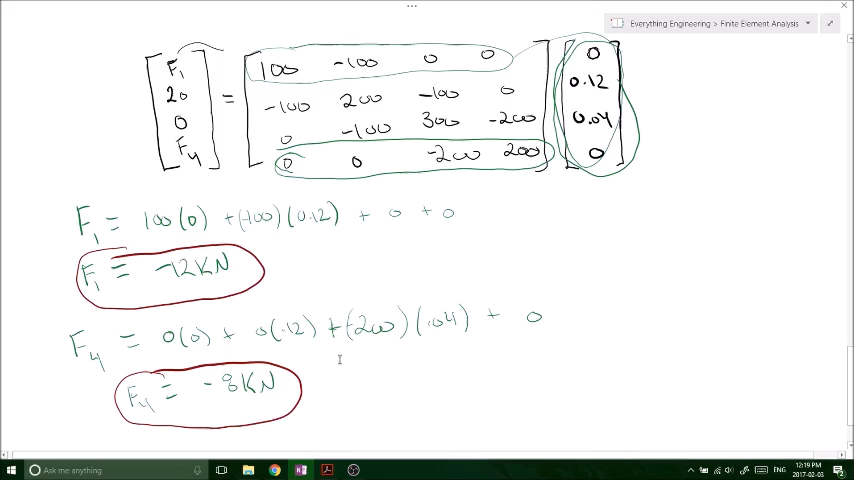 Everything Engineering > Finite Element Analysis
F₁ 100 -100 0 0 0
20 = -100 200 -100 0 0.12
0 0 -100 300 -200 0.04
F₄ 0 0 -200 200 0
F₁ = 100(0) + (-100)(0.12) + 0 + 0
F₁ = -12KN
F₄ = 0(0) + 0(.12) + (-200)(.04) + 0
F₄ = -8KN
Ask me anything
ENG
12:19 PM
2017-02-03
2